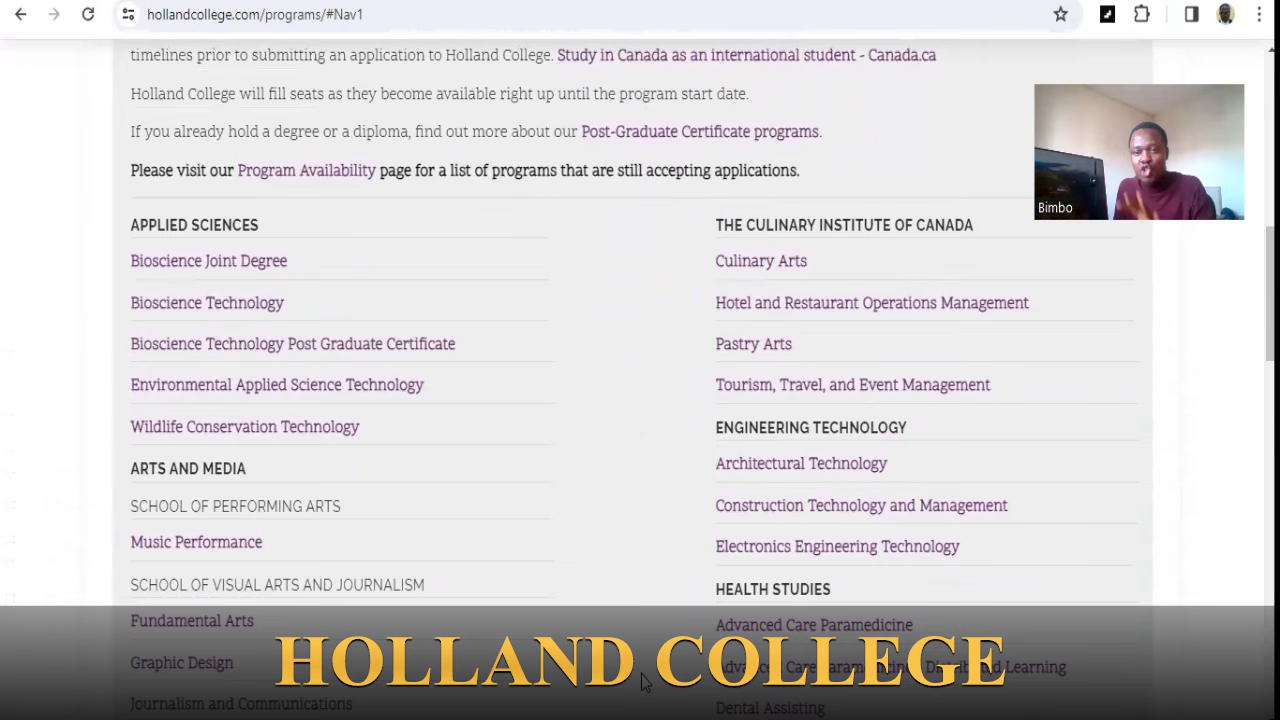 hollandcollege.com/programs/#Nav1
timelines prior to submitting an application to Holland College. Study in Canada as an international student - Canada.ca
Holland College will fill seats as they become available right up until the program start date.
If you already hold a degree or a diploma, find out more about our Post-Graduate Certificate programs.
Please visit our Program Availability page for a list of programs that are still accepting applications.
Bimbo
APPLIED SCIENCES
Bioscience Joint Degree
Bioscience Technology
Bioscience Technology Post Graduate Certificate
Environmental Applied Science Technology
Wildlife Conservation Technology
ARTS AND MEDIA
SCHOOL OF PERFORMING ARTS
Music Performance
SCHOOL OF VISUAL ARTS AND JOURNALISM
Fundamental Arts
Graphic Design
Journalism and Communications
THE CULINARY INSTITUTE OF CANADA
Culinary Arts
Hotel and Restaurant Operations Management
Pastry Arts
Tourism, Travel, and Event Management
ENGINEERING TECHNOLOGY
Architectural Technology
Construction Technology and Management
Electronics Engineering Technology
HEALTH STUDIES
Advanced Care Paramedicine
Advanced Care Paramedicine Distributed Learning
Dental Assisting
HOLLAND COLLEGE